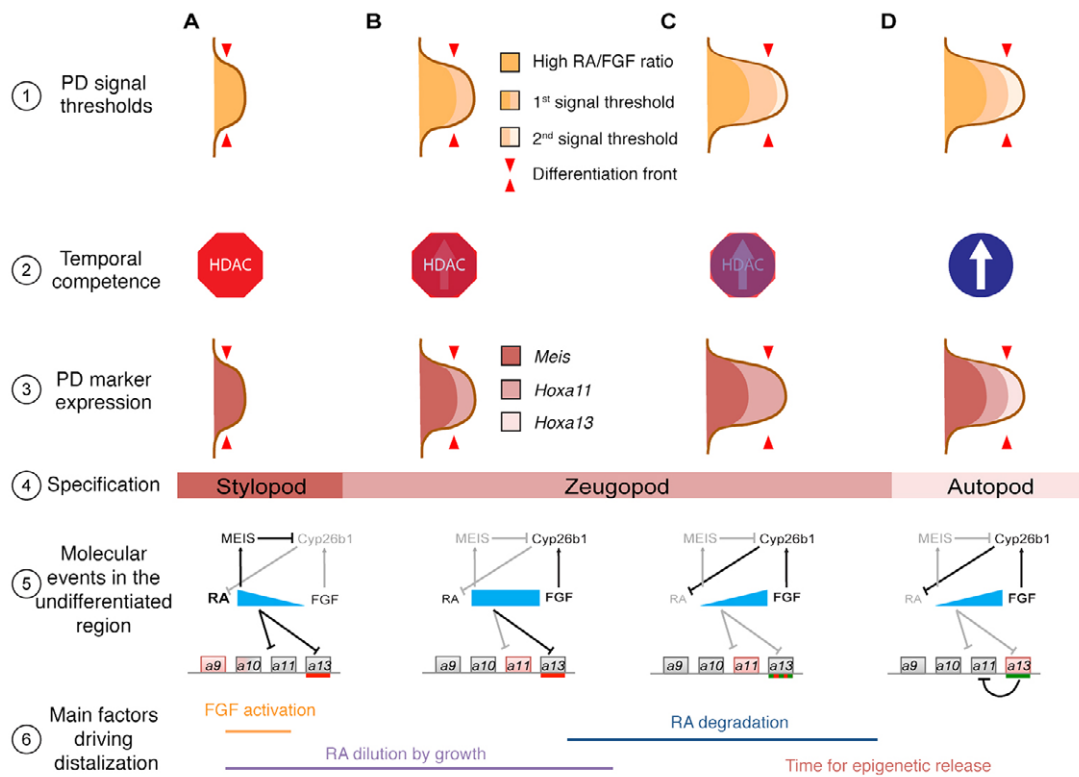 A B C D
1 PD signal
thresholds
High RA/FGF ratio
1st signal threshold
2nd signal threshold
Differentiation front
2 Temporal
competence
HDAC HDAC HDAC
3 PD marker
expression
Meis
Hoxa11
Hoxa13
4 Specification Stylopod Zeugopod Autopod
5 Molecular
events in the
undifferentiated
region
MEIS Cyp26b1 MEIS Cyp26b1 MEIS Cyp26b1 MEIS Cyp26b1
RA FGF RA FGF RA FGF RA FGF
a9 a10 a11 a13 a9 a10 a11 a13 a9 a10 a11 a13 a9 a10 a11 a13
6 Main factors
driving
distalization
FGF activation
RA dilution by growth
RA degradation
Time for epigenetic release